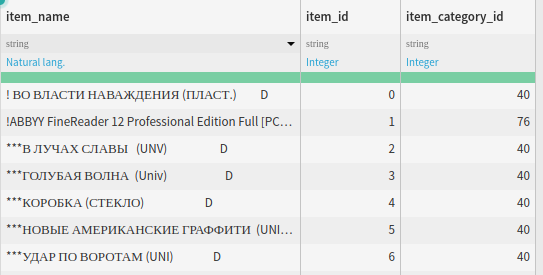 item_name item_id item_category_id
string string string
Natural lang. Integer Integer
! ВО ВЛАСТИ НАВАЖДЕНИЯ (ПЛАСТ.) D 0 40
!ABBYY FineReader 12 Professional Edition Full [PC... 1 76
***В ЛУЧАХ СЛАВЫ (UNV) D 2 40
***ГОЛУБАЯ ВОЛНА (Univ) D 3 40
***КОРОБКА (СТЕКЛО) D 4 40
***НОВЫЕ АМЕРИКАНСКИЕ ГРАФФИТИ (UNI... 5 40
***УДАР ПО ВОРОТАМ (UNI) D 6 40